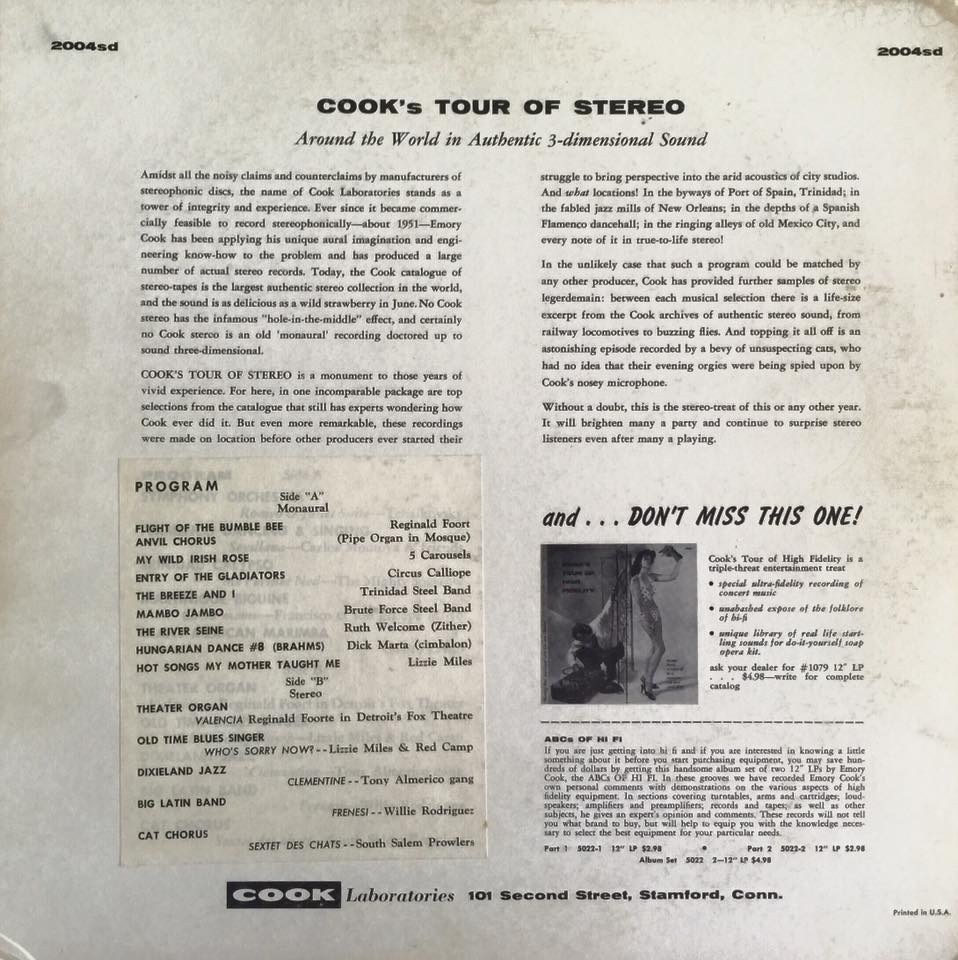 2004sd
2004sd
COOK's TOUR OF STEREO
Around the World in Authentic 3-dimensional Sound
Amidst all the noisy claims and counterclaims by manufacturers of
stereophonic discs, the name of Cook Laboratories stands as a
tower of integrity and experience. Ever since it became commer-
cially feasible to record stereophonically—about 1951—Emory
Cook has been applying his unique aural imagination and engi-
neering know-how to the problem and has produced a large
number of actual stereo records. Today, the Cook catalogue of
stereo-tapes is the largest authentic stereo collection in the world,
and the sound is as delicious as a wild strawberry in June. No Cook
stereo has the infamous "hole-in-the-middle" effect, and certainly
no Cook stereo is an old 'monaural' recording doctored up to
sound three-dimensional.
COOK'S TOUR OF STEREO is a monument to those years of
vivid experience. For here, in one incomparable package are top
selections from the catalogue that still has experts wondering how
Cook ever did it. But even more remarkable, these recordings
were made on location before other producers ever started their
struggle to bring perspective into the arid acoustics of city studios.
And what locations! In the byways of Port of Spain, Trinidad; in
the fabled jazz mills of New Orleans; in the depths of a Spanish
Flamenco dancehall; in the ringing alleys of old Mexico City, and
every note of it in true-to-life stereo!
In the unlikely case that such a program could be matched by
any other producer, Cook has provided further samples of stereo
legerdemain: between each musical selection there is a life-size
excerpt from the Cook archives of authentic stereo sound, from
railway locomotives to buzzing flies. And topping it all off is an
astonishing episode recorded by a bevy of unsuspecting cats, who
had no idea that their evening orgies were being spied upon by
Cook's nosey microphone.
Without a doubt, this is the stereo-treat of this or any other year.
It will brighten many a party and continue to surprise stereo
listeners even after many a playing.
PROGRAM
Side "A"
Monaural
FLIGHT OF THE BUMBLE BEE Reginald Foort
ANVIL CHORUS (Pipe Organ in Mosque)
MY WILD IRISH ROSE 5 Carousels
ENTRY OF THE GLADIATORS Circus Calliope
THE BREEZE AND I Trinidad Steel Band
MAMBO JAMBO Brute Force Steel Band
THE RIVER SEINE Ruth Welcome (Zither)
HUNGARIAN DANCE #8 (BRAHMS) Dick Marta (cimbalon)
HOT SONGS MY MOTHER TAUGHT ME Lizzie Miles
Side "B"
Stereo
THEATER ORGAN
VALENCIA Reginald Foorte in Detroit's Fox Theatre
OLD TIME BLUES SINGER
WHO'S SORRY NOW?--Lizzie Miles & Red Camp
DIXIELAND JAZZ
CLEMENTINE--Tony Almerico gang
BIG LATIN BAND
FRENESI--Willie Rodriguez
CAT CHORUS
SEXTET DES CHATS--South Salem Prowlers
and . . . DON'T MISS THIS ONE!
Cook's Tour of High Fidelity is a
triple-threat entertainment treat
• special ultra-fidelity recording of
concert music
• unabashed expose of the folklore
of hi-fi
• unique library of real life start-
ling sounds for do-it-yourself soap
opera kit.
ask your dealer for #1079 12" LP
. . . $4.98—write for complete
catalog
ABCs OF HI FI
If you are just getting into hi fi and if you are interested in knowing a little
something about it before you start purchasing equipment, you may save hun-
dreds of dollars by getting this handsome album set of two 12" LPs by Emory
Cook, the ABCs OF HI FI. In these grooves we have recorded Emory Cook's
own personal comments with demonstrations on the various aspects of high
fidelity equipment. In sections covering turntables, arms and cartridges; loud-
speakers; amplifiers and preamplifiers; records and tapes; as well as other
subjects, he gives an expert's opinion and comments. These records will not tell
you what brand to buy, but will help to equip you with the knowledge neces-
sary to select the best equipment for your particular needs.
Part 1 5022-1 12" LP $2.98 • Part 2 5022-2 12" LP $2.98
Album Set 5022 2—12" LP $4.98
COOK Laboratories 101 Second Street, Stamford, Conn.
Printed in U.S.A.